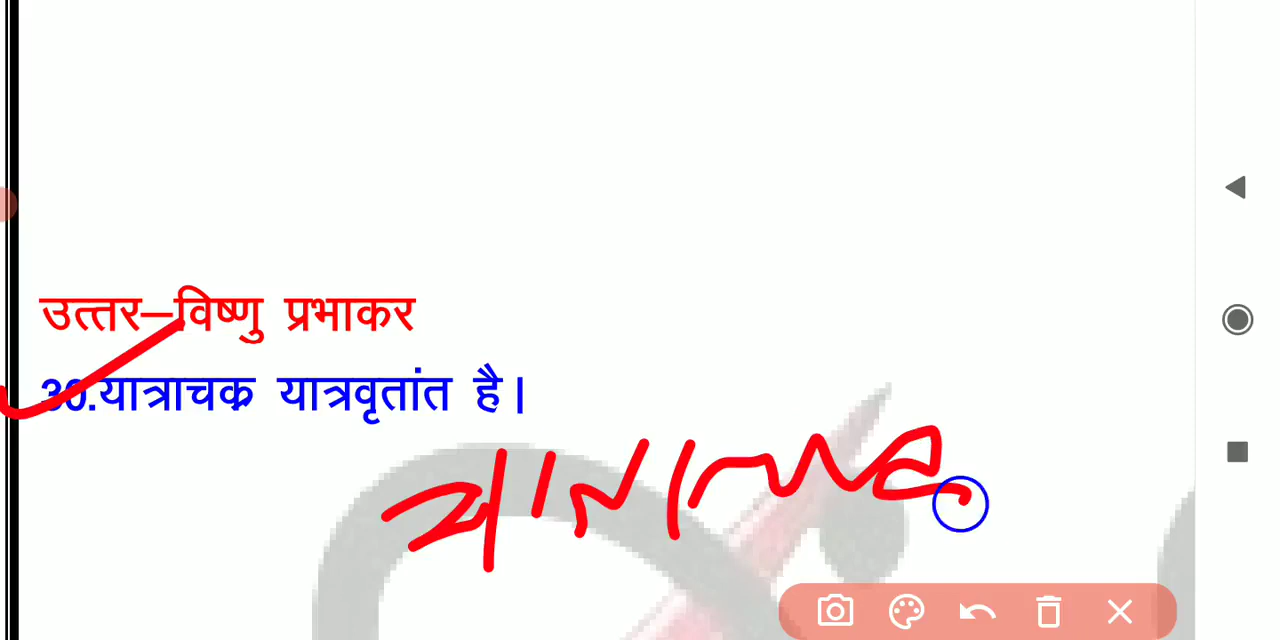 उत्तर–विष्णु प्रभाकर
30.यात्राचक्र यात्रवृतांत है।